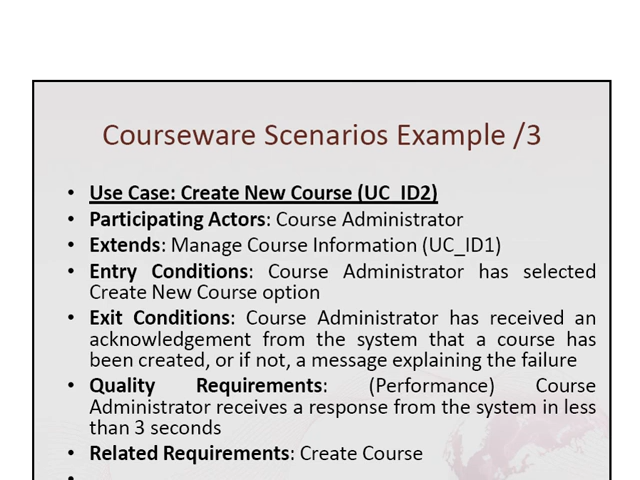 Courseware Scenarios Example /3
• Use Case: Create New Course (UC_ID2)
• Participating Actors: Course Administrator
• Extends: Manage Course Information (UC_ID1)
• Entry Conditions: Course Administrator has selected
Create New Course option
• Exit Conditions: Course Administrator has received an
acknowledgement from the system that a course has
been created, or if not, a message explaining the failure
• Quality Requirements: (Performance) Course
Administrator receives a response from the system in less
than 3 seconds
• Related Requirements: Create Course
•